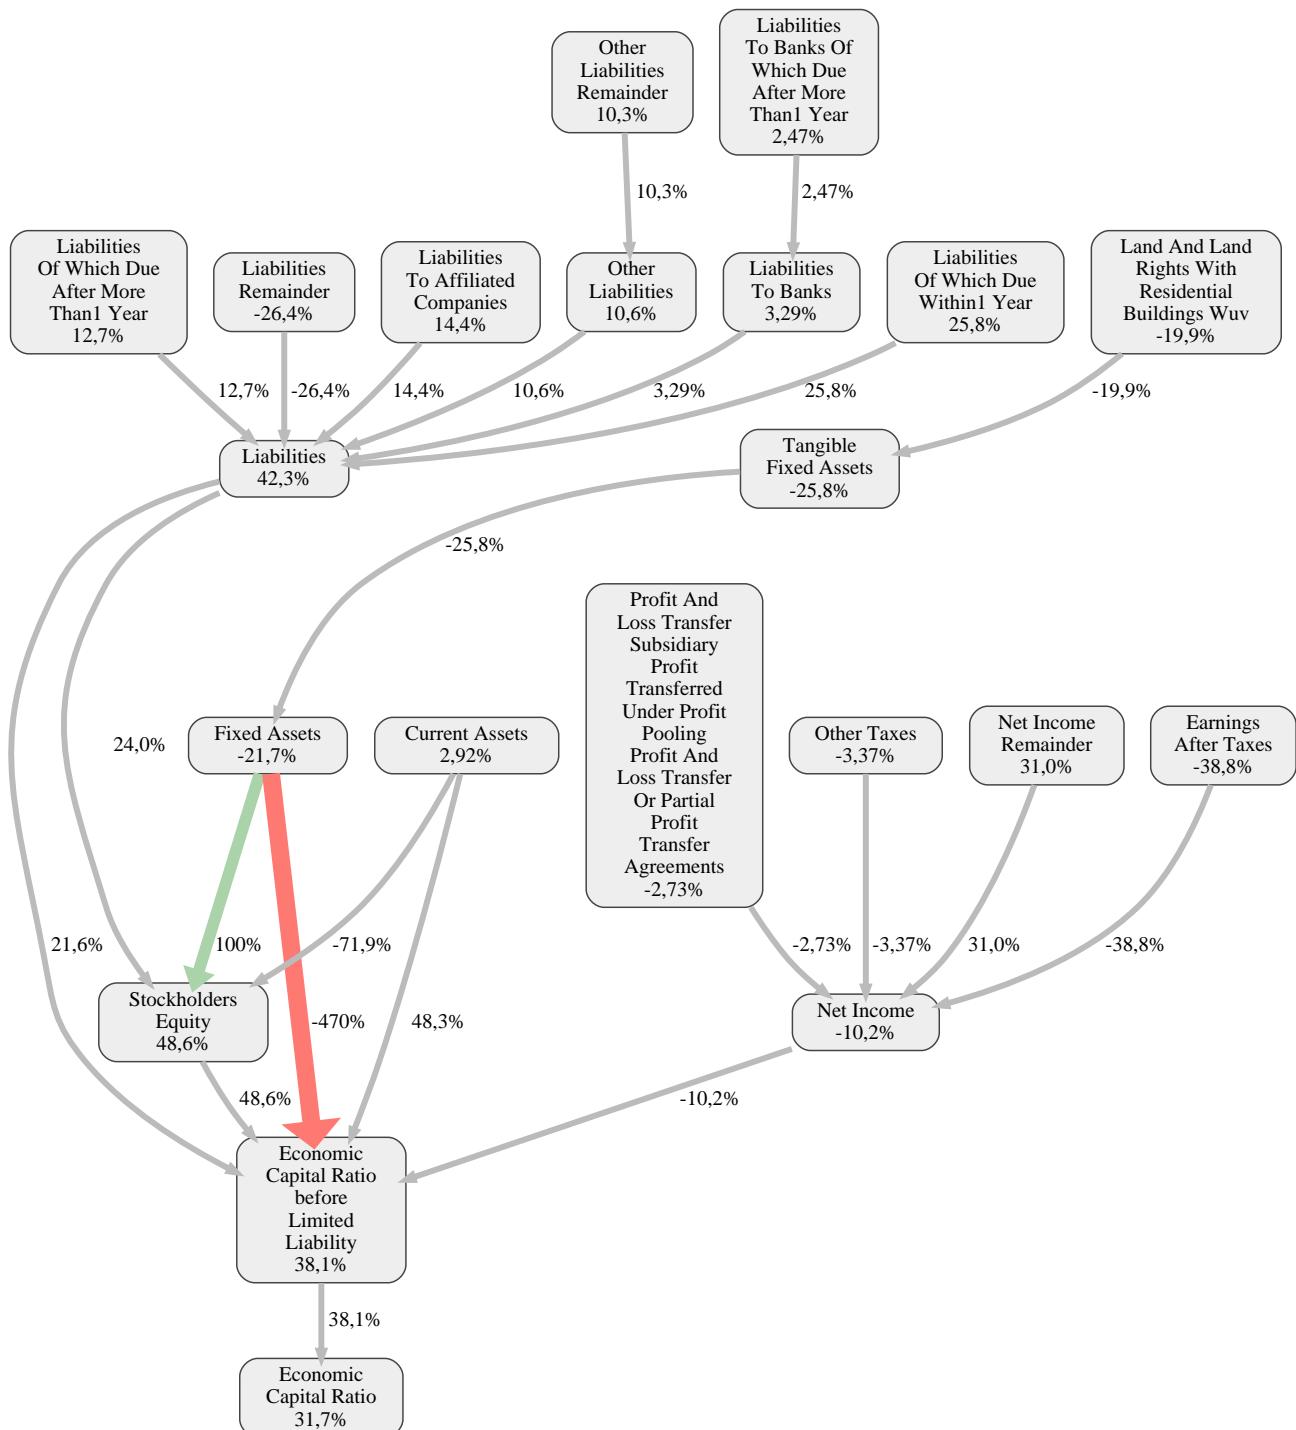 Liabilities
To Banks Of
Which Due
After More
Than1 Year
2,47%
Other
Liabilities
Remainder
10,3%
10,3%
2,47%
Liabilities
Of Which Due
After More
Than1 Year
12,7%
Liabilities
Remainder
-26,4%
Liabilities
To Affiliated
Companies
14,4%
Other
Liabilities
10,6%
Liabilities
To Banks
3,29%
Liabilities
Of Which Due
Within1 Year
25,8%
Land And Land
Rights With
Residential
Buildings Wuv
-19,9%
12,7%
-26,4%
14,4%
10,6%
3,29%
25,8%
-19,9%
Liabilities
42,3%
Tangible
Fixed Assets
-25,8%
-25,8%
Profit And
Loss Transfer
Subsidiary
Profit
Transferred
Under Profit
Pooling
Profit And
Loss Transfer
Or Partial
Profit
Transfer
Agreements
-2,73%
24,0%
Fixed Assets
-21,7%
Current Assets
2,92%
Other Taxes
-3,37%
Net Income
Remainder
31,0%
Earnings
After Taxes
-38,8%
21,6%
100%
-71,9%
-2,73%
-3,37%
31,0%
-38,8%
Stockholders
Equity
48,6%
-470%
48,3%
Net Income
-10,2%
48,6%
-10,2%
Economic
Capital Ratio
before
Limited
Liability
38,1%
38,1%
Economic
Capital Ratio
31,7%